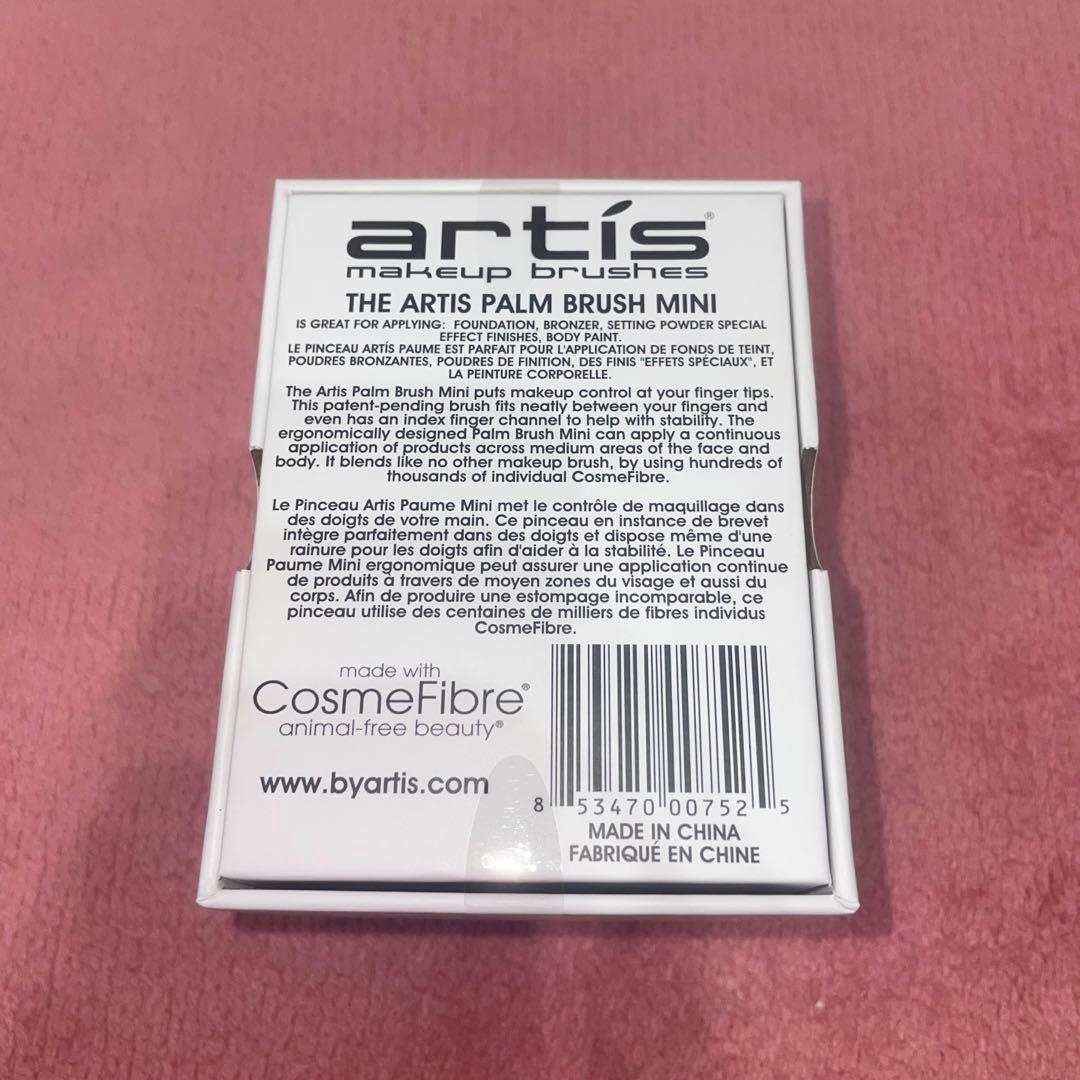 artís®
makeup brushes
THE ARTIS PALM BRUSH MINI
IS GREAT FOR APPLYING: FOUNDATION, BRONZER, SETTING POWDER SPECIAL
EFFECT FINISHES, BODY PAINT.
LE PINCEAU ARTÍS PAUME EST PARFAIT POUR L'APPLICATION DE FONDS DE TEINT,
POUDRES BRONZANTES, POUDRES DE FINITION, DES FINIS "EFFETS SPÉCIAUX", ET
LA PEINTURE CORPORELLE.
The Artis Palm Brush Mini puts makeup control at your finger tips.
This patent-pending brush fits neatly between your fingers and
even has an index finger channel to help with stability. The
ergonomically designed Palm Brush Mini can apply a continuous
application of products across medium areas of the face and
body. It blends like no other makeup brush, by using hundreds of
thousands of individual CosmeFibre.
Le Pinceau Artis Paume Mini met le contrôle de maquillage dans
des doigts de votre main. Ce pinceau en instance de brevet
intègre parfaitement dans des doigts et dispose même d'une
rainure pour les doigts afin d'aider à la stabilité. Le Pinceau
Paume Mini ergonomique peut assurer une application continue
de produits à travers de moyen zones du visage et aussi du
corps. Afin de produire une estompage incomparable, ce
pinceau utilise des centaines de milliers de fibres individus
CosmeFibre.
made with
CosmeFibre®
animal-free beauty®
www.byartis.com
8 53470 00752 5
MADE IN CHINA
FABRIQUÉ EN CHINE